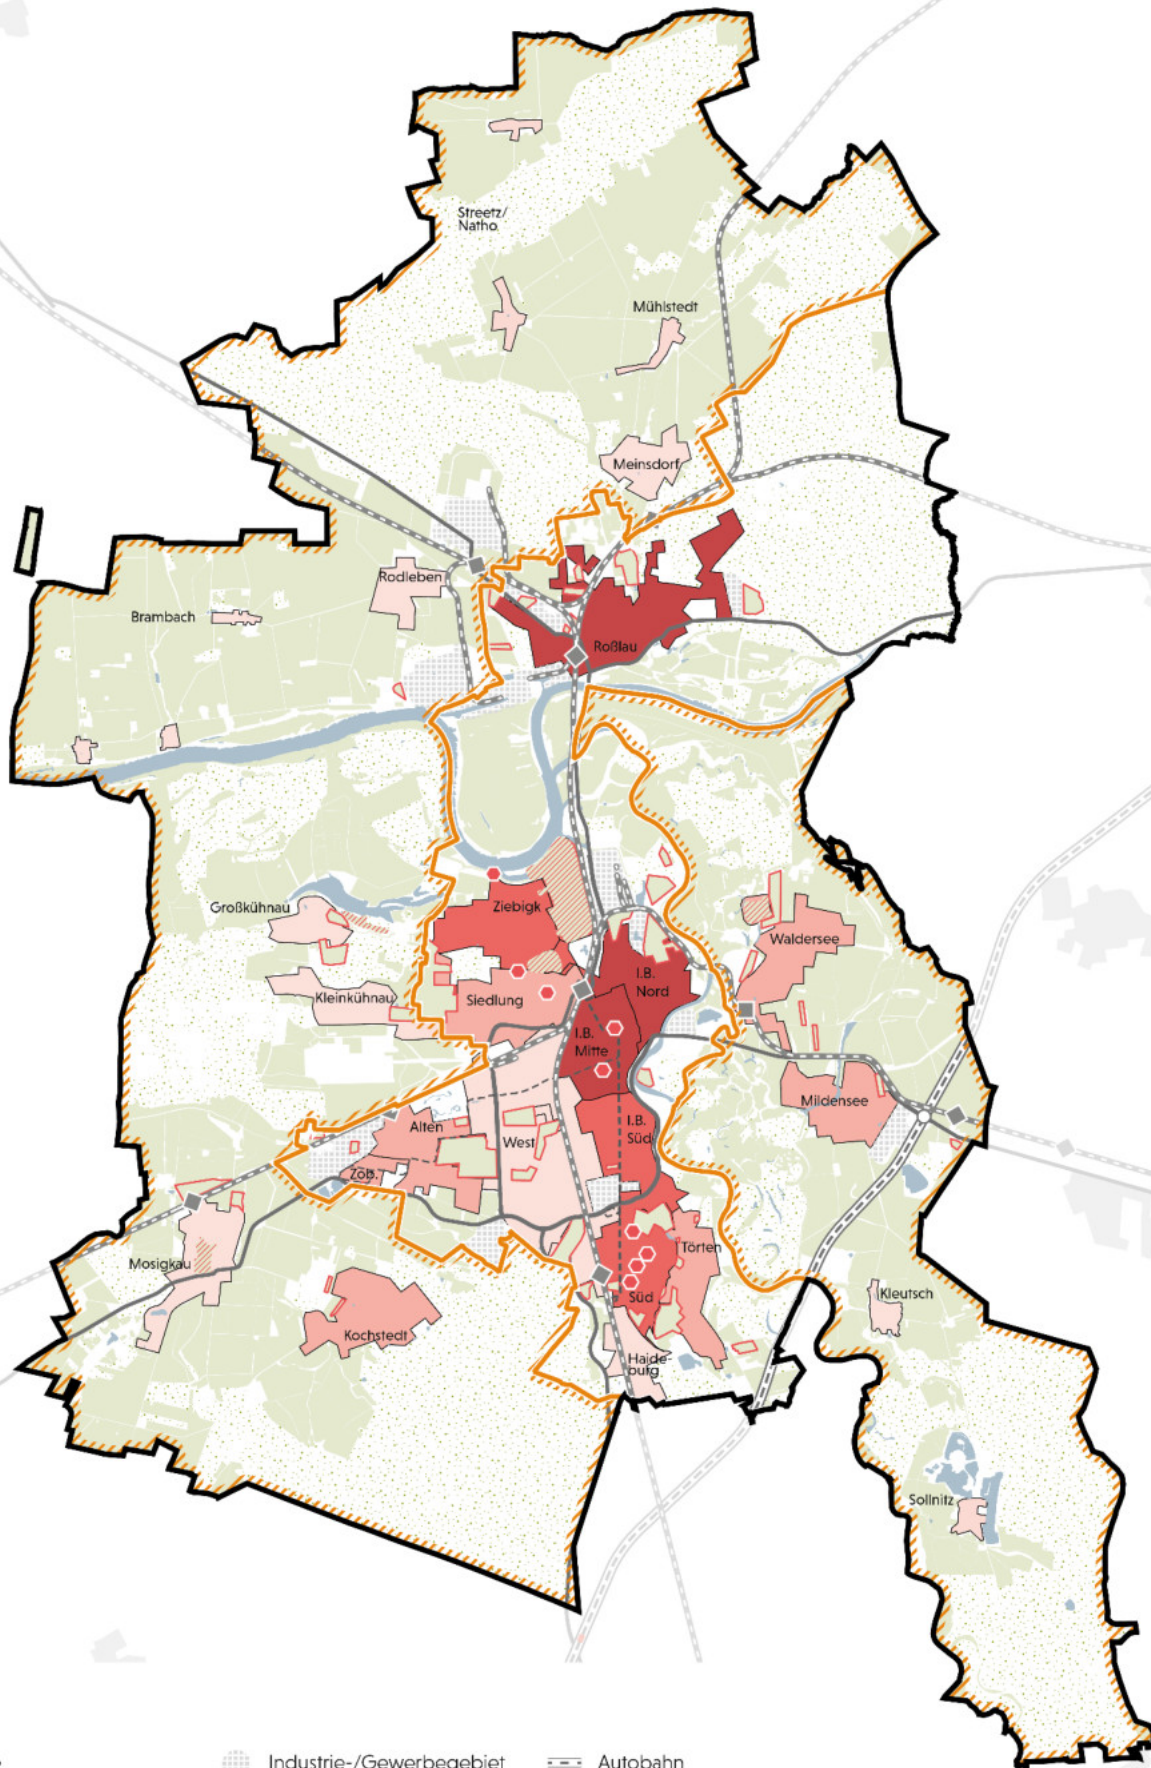 Streetz/
Natho
Mühlstedt
Meinsdorf
Rodleben
Brambach
Roßlau
Großkühnau
Ziebigk
Waldersee
I.B.
Nord
Kleinkühnau
Siedlung
I.B.
Mitte
Mildensee
Alten
I.B.
Süd
West
Zob.
Törten
Mosigkau
Kleutsch
Süd
Kochstedt
Haide-
burg
Sollnitz
Industrie-/Gewerbegebiet
Autobahn